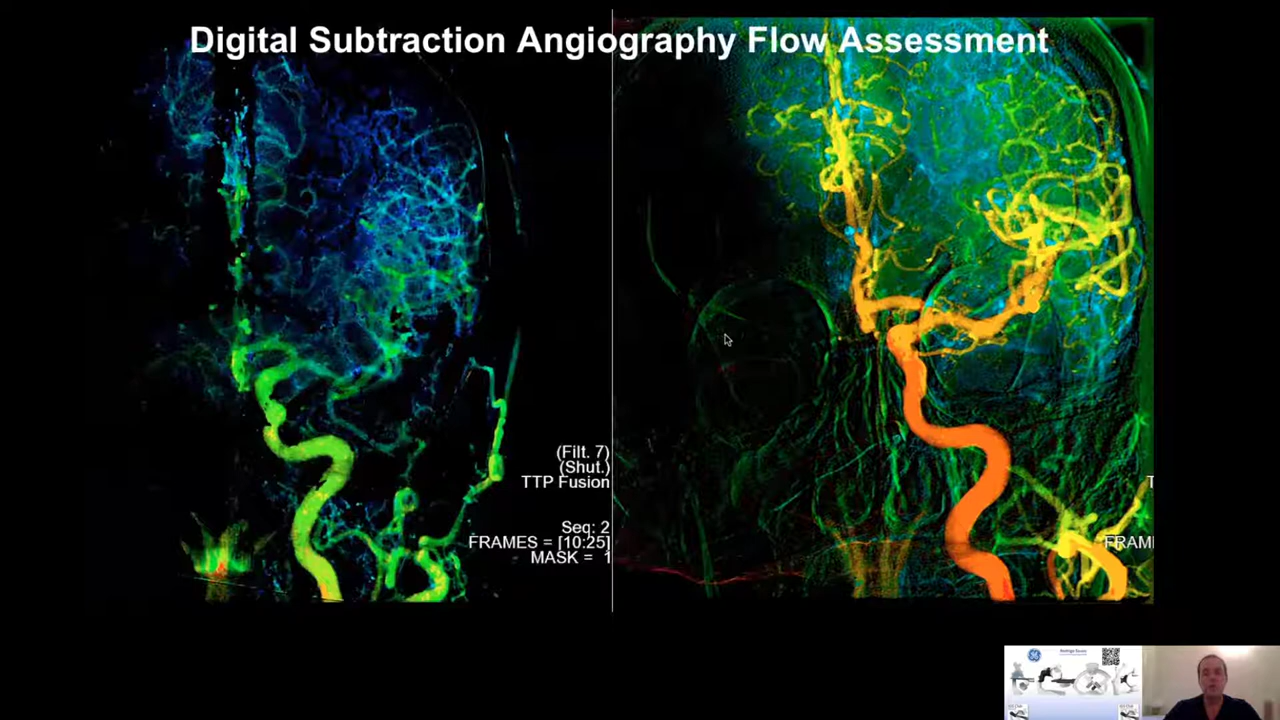 Digital Subtraction Angiography Flow Assessment
(Filt. 7)
(Shut.)
TTP Fusion
Seq: 2
FRAMES = [10:25]
MASK = 1
T
FRAM